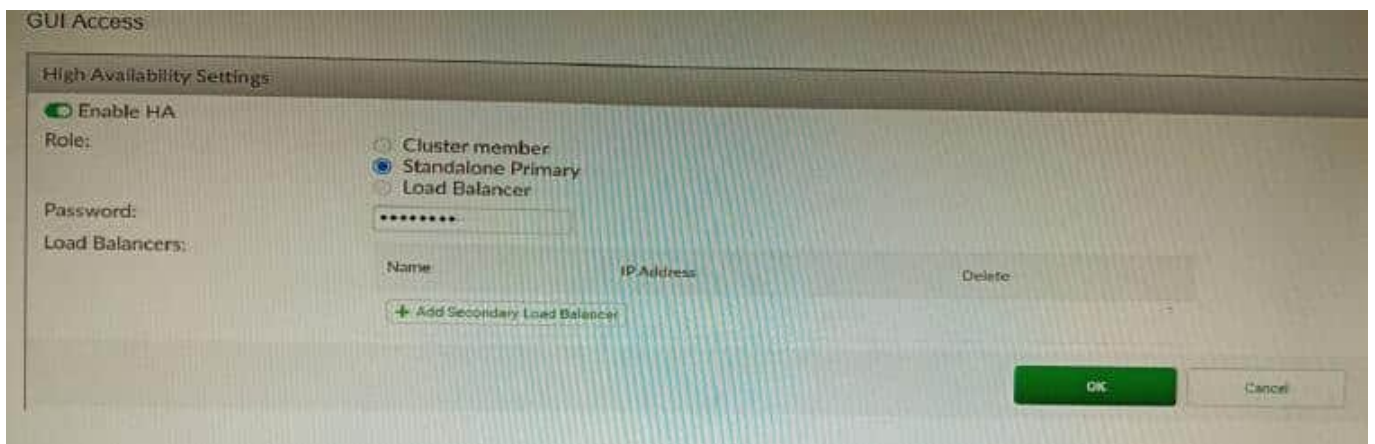 GUI Access
High Availability Settings
Enable HA
Role:
Cluster member
Standalone Primary
Load Balancer
Password:
••••••••
Load Balancers:
Name IP Address Delete
+ Add Secondary Load Balancer
OK Cancel